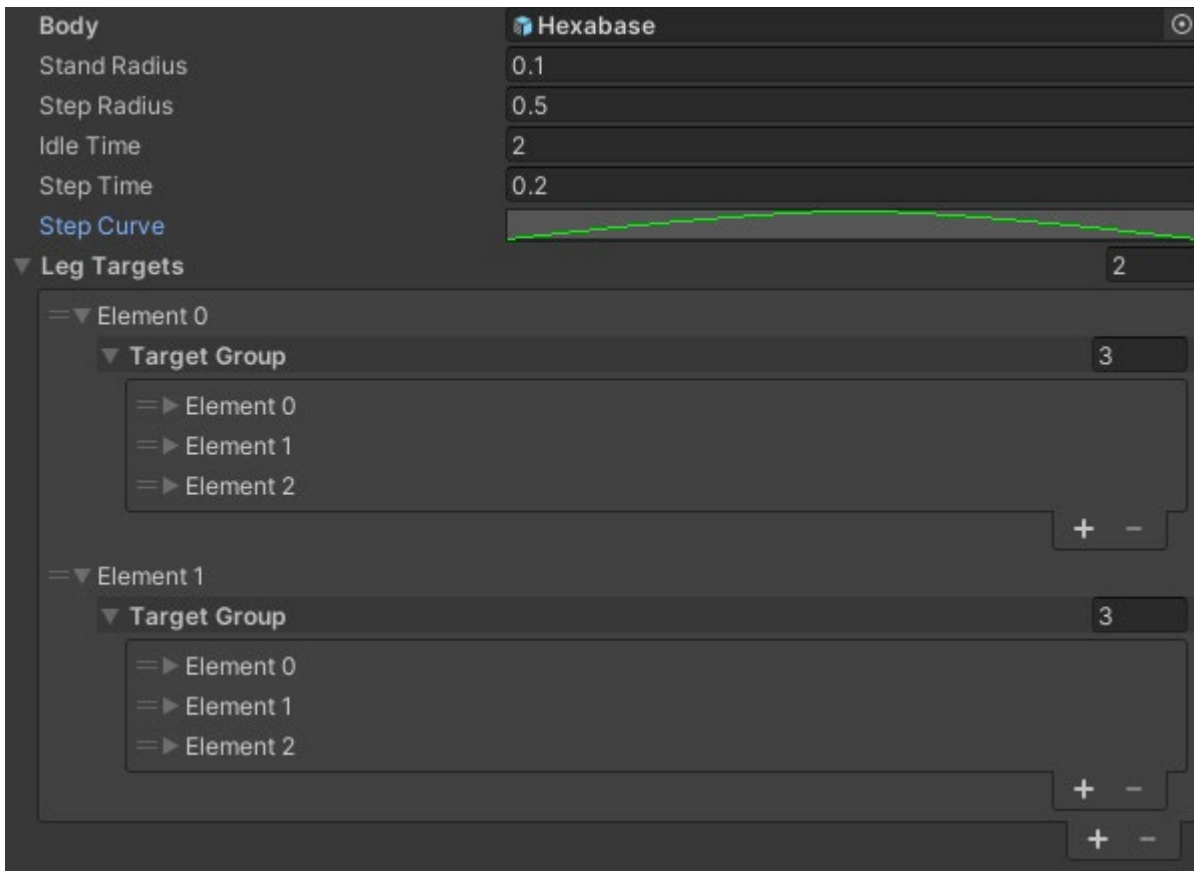 Body Hexabase
Stand Radius 0.1
Step Radius 0.5
Idle Time 2
Step Time 0.2
Step Curve
Leg Targets 2
Element 0
Target Group 3
Element 0
Element 1
Element 2
+ −
Element 1
Target Group 3
Element 0
Element 1
Element 2
+ −
+ −